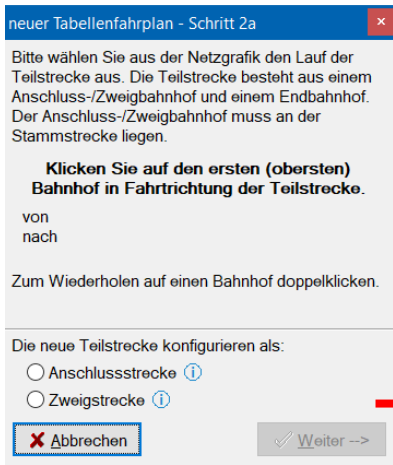 neuer Tabellenfahrplan - Schritt 2a
Bitte wählen Sie aus der Netzgrafik den Lauf der
Teilstrecke aus. Die Teilstrecke besteht aus einem
Anschluss-/Zweigbahnhof und einem Endbahnhof.
Der Anschluss-/Zweigbahnhof muss an der
Stammstrecke liegen.
Klicken Sie auf den ersten (obersten)
Bahnhof in Fahrtrichtung der Teilstrecke.
von
nach
Zum Wiederholen auf einen Bahnhof doppelklicken.
Die neue Teilstrecke konfigurieren als:
Anschlussstrecke
Zweigstrecke
Abbrechen
Weiter -->